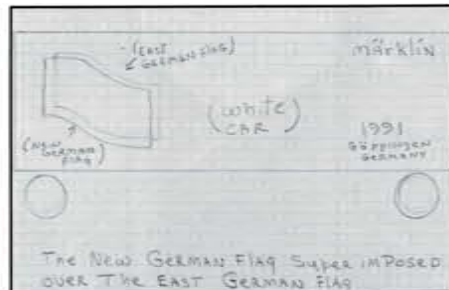 (EAST
GERMAN FLAG)
märklin
(white
CAR)
1991
Göppingen
GERMANY
(NEW
GERMAN
FLAG)
The New GERMAN Flag Super imPosed
over The EAST GERMAN FLAG